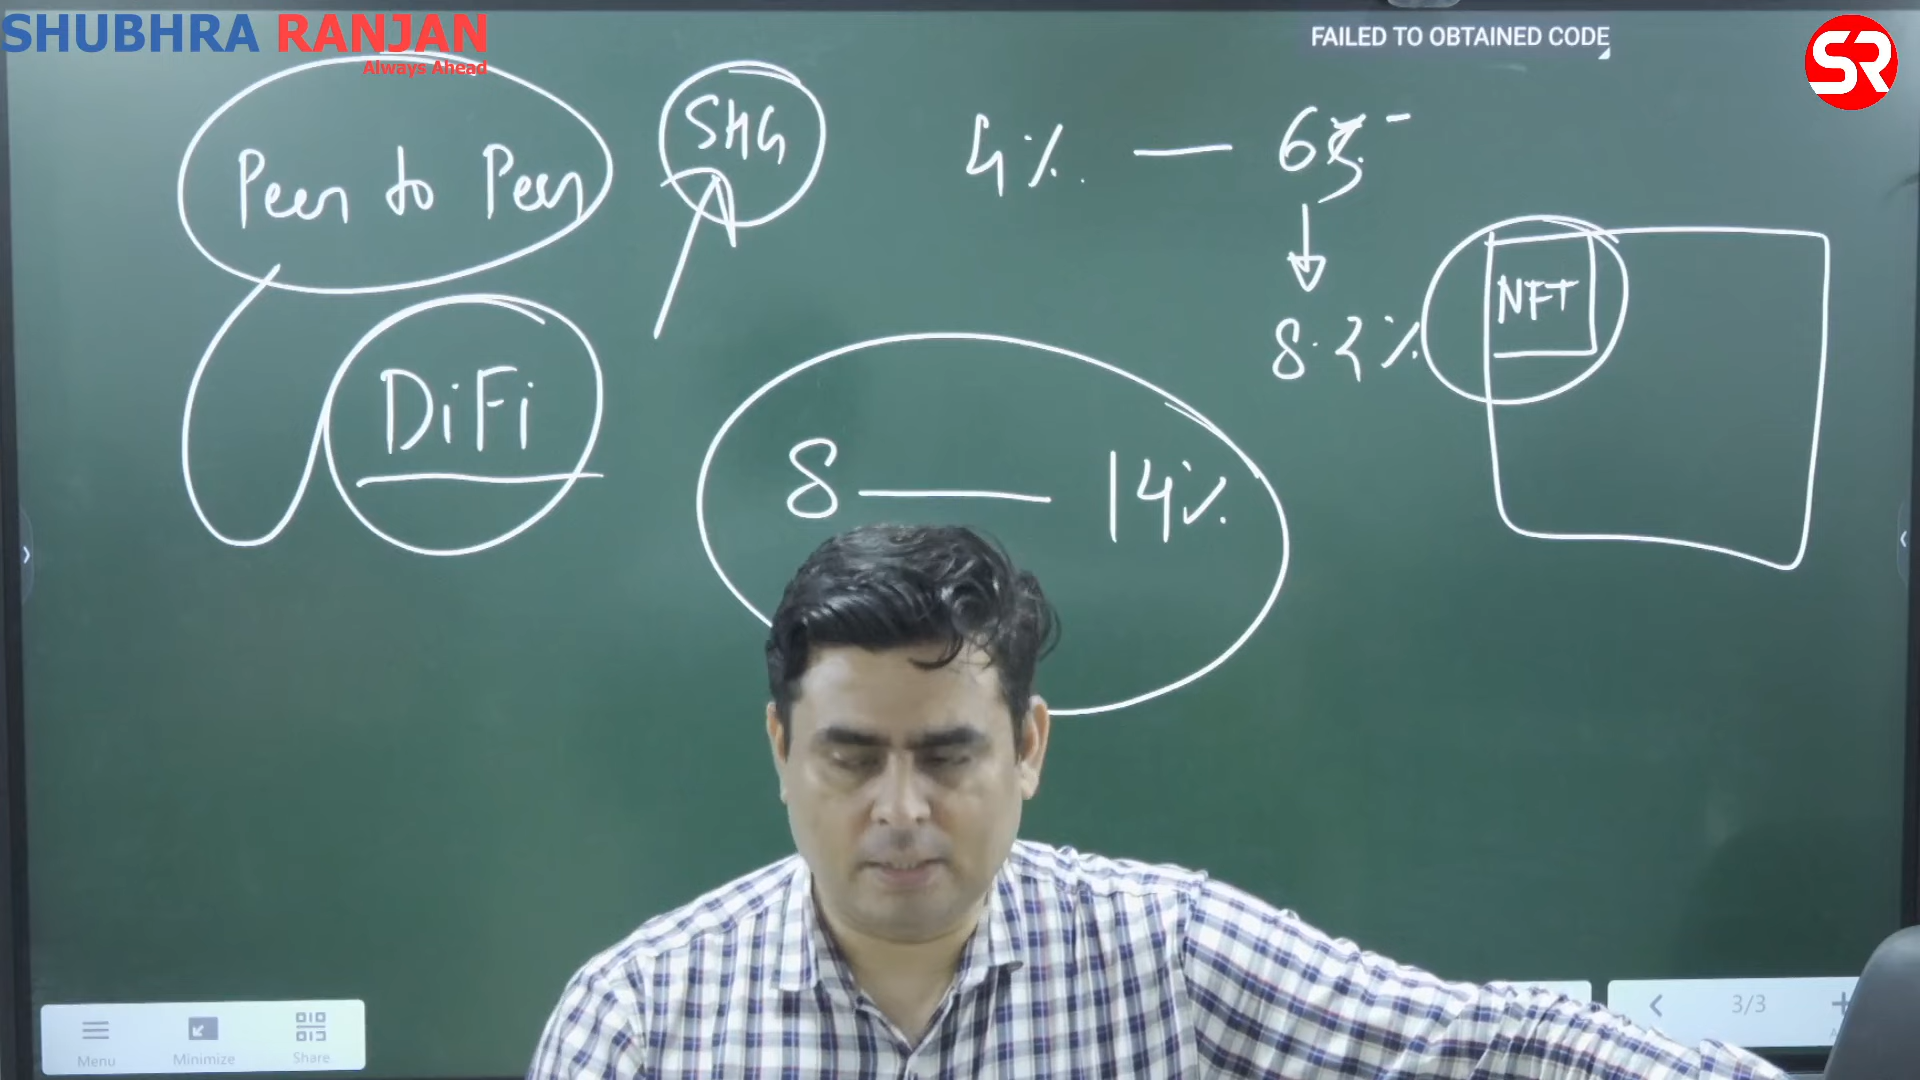 SHUBHRA RANJAN
Always Ahead
FAILED TO OBTAINED CODE
SR
Peer to Peer
SHG
4% — 6
8.2%
NFT
DiFi
8 — 14%
Menu
Minimize
Share
3/3